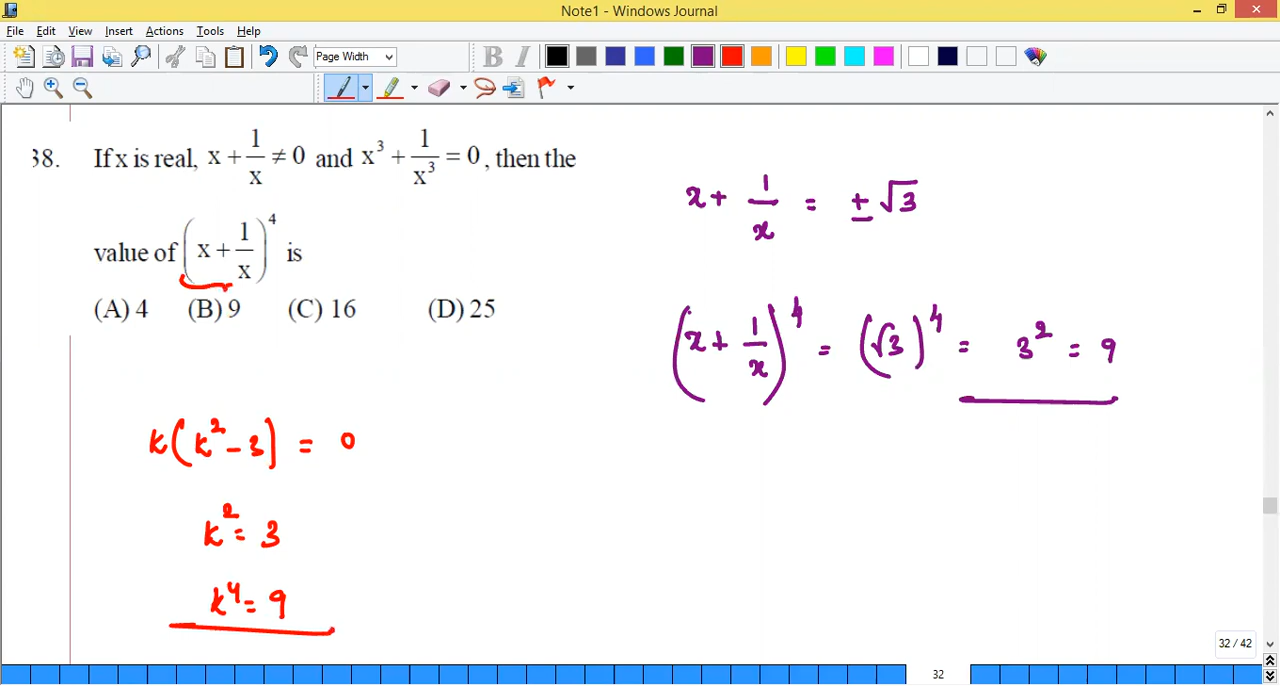 Note1 - Windows Journal
File Edit View Insert Actions Tools Help
Page Width
38. If x is real, x + 1/x ≠ 0 and x³ + 1/x³ = 0, then the
value of (x + 1/x)⁴ is
(A) 4 (B) 9 (C) 16 (D) 25
k(k² - 3) = 0
k² = 3
k⁴ = 9
x + 1/x = ± √3
(x + 1/x)⁴ = (√3)⁴ = 3² = 9
32 / 42
32